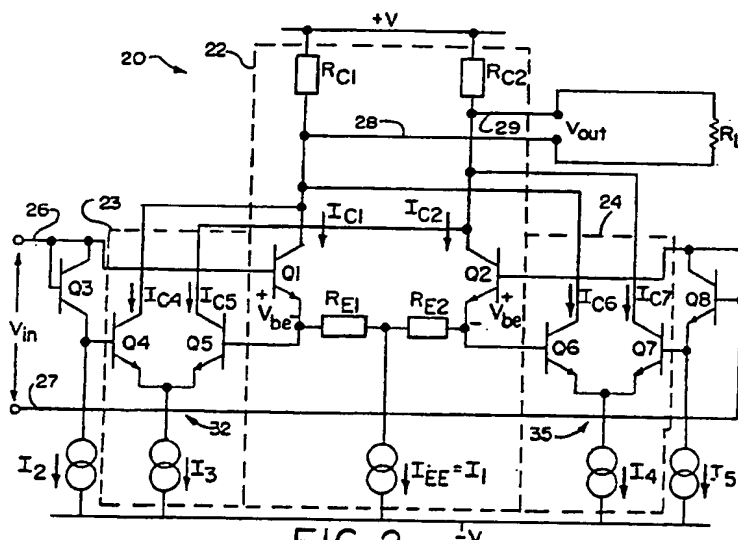 +V
22
20
RC1
RC2
28
29
Vout
RL
26
23
24
IC1
IC2
Q3
IC4
IC5
Q1
Q2
IC6
IC7
Q8
Vin
Q4
Q5
+
Vbe
-
RE1
RE2
+
Vbe
-
Q6
Q7
27
32
35
I2
I3
IEE=I1
I4
I5
FIG 2
-V